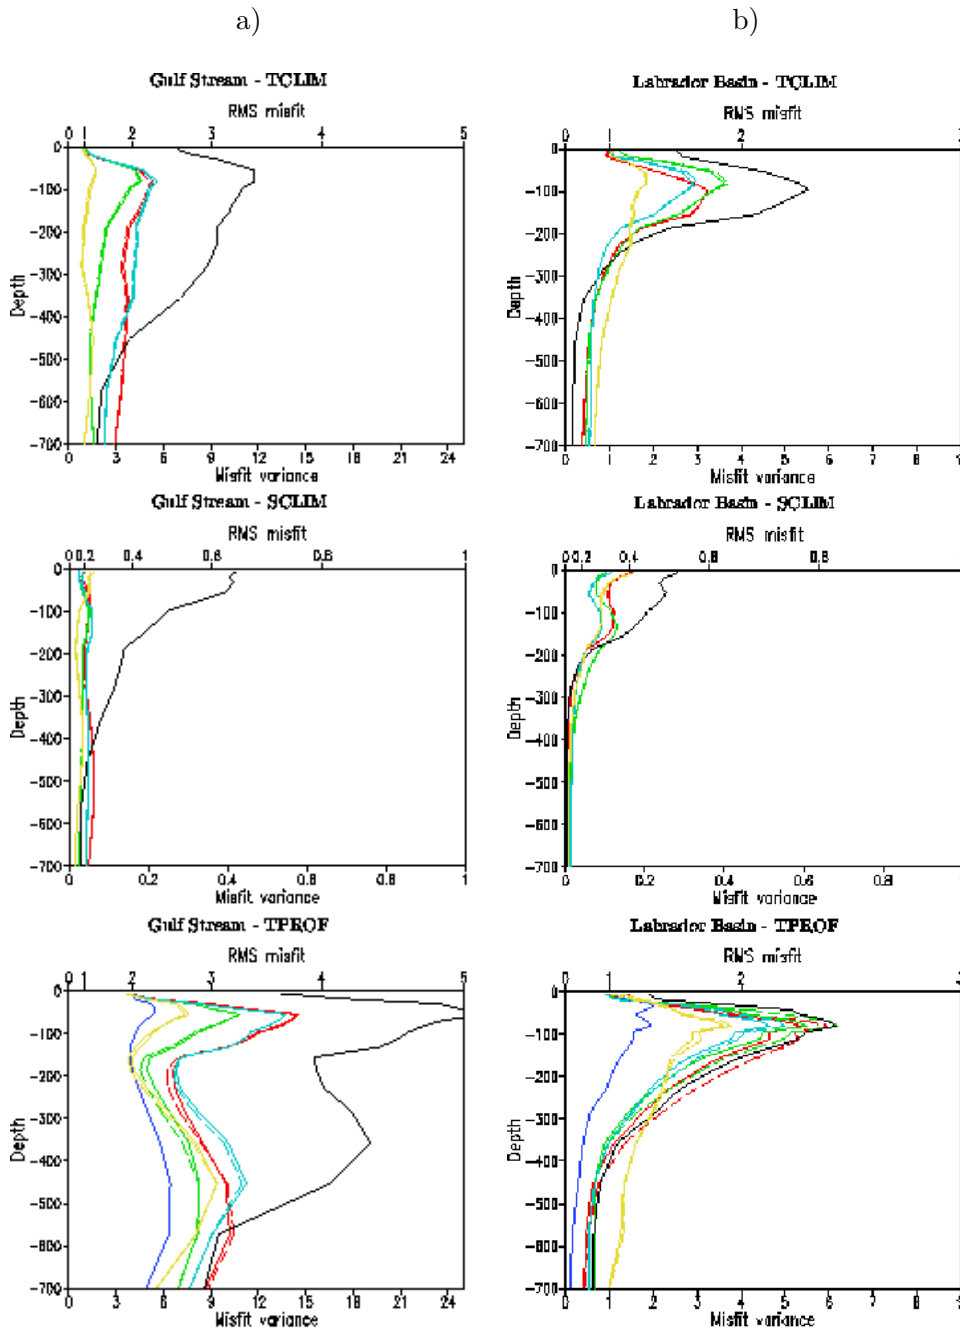 a)
b)
Gulf Stream - TCLIM
RMS misfit
0 1 2 3 4 5
0
-100
-200
-300
-400
-500
-600
-700
Depth
0 3 6 9 12 15 18 21 24
Misfit variance
Labrador Basin - TCLIM
RMS misfit
0 1 2 3
0
-100
-200
-300
-400
-500
-600
-700
Depth
0 1 2 3 4 5 6 7 8 9
Misfit variance
Gulf Stream - SCLIM
RMS misfit
0 0.2 0.4 0.6 0.8 1
0
-100
-200
-300
-400
-500
-600
-700
Depth
0 0.2 0.4 0.6 0.8 1
Misfit variance
Labrador Basin - SCLIM
RMS misfit
0 0.2 0.4 0.6 0.8 1
0
-100
-200
-300
-400
-500
-600
-700
Depth
0 0.2 0.4 0.6 0.8 1
Misfit variance
Gulf Stream - TPROF
RMS misfit
0 1 2 3 4 5
0
-100
-200
-300
-400
-500
-600
-700
Depth
0 3 6 9 12 15 18 21 24
Misfit variance
Labrador Basin - TPROF
RMS misfit
0 1 2 3
0
-100
-200
-300
-400
-500
-600
-700
Depth
0 1 2 3 4 5 6 7 8 9
Misfit variance